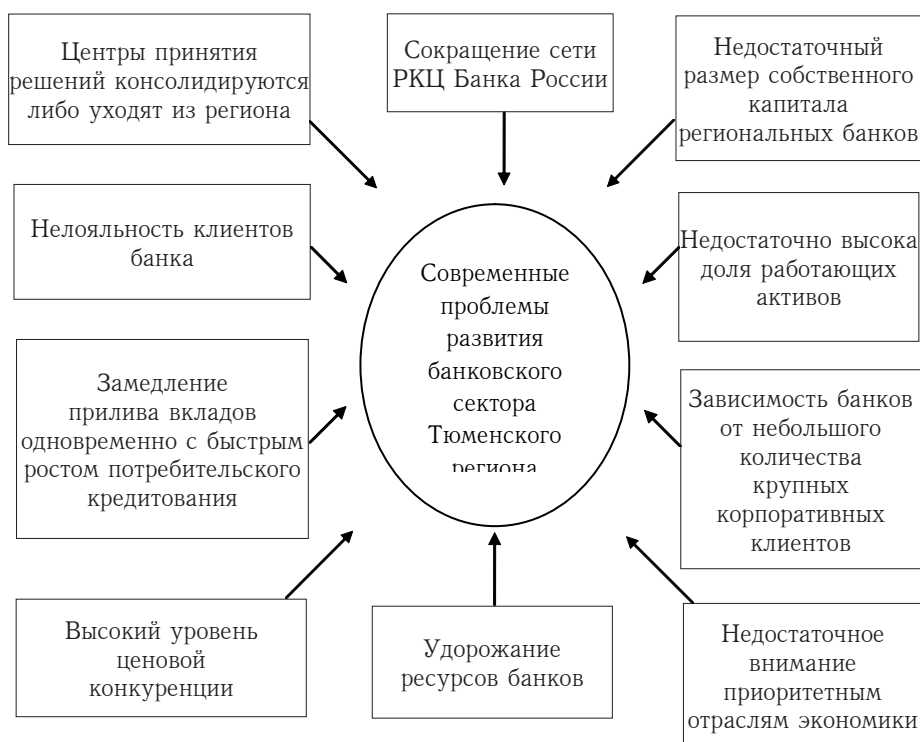 Центры принятия
решений консолидируются
либо уходят из региона
Сокращение сети
РКЦ Банка России
Недостаточный
размер собственного
капитала
региональных банков
Нелояльность клиентов
банка
Недостаточно высока
доля работающих
активов
Современные
проблемы
развития
банковского
сектора
Тюменского
региона
Замедление
прилива вкладов
одновременно с быстрым
ростом потребительского
кредитования
Зависимость банков
от небольшого
количества
крупных
корпоративных
клиентов
Высокий уровень
ценовой
конкуренции
Удорожание
ресурсов банков
Недостаточное
внимание
приоритетным
отраслям экономики